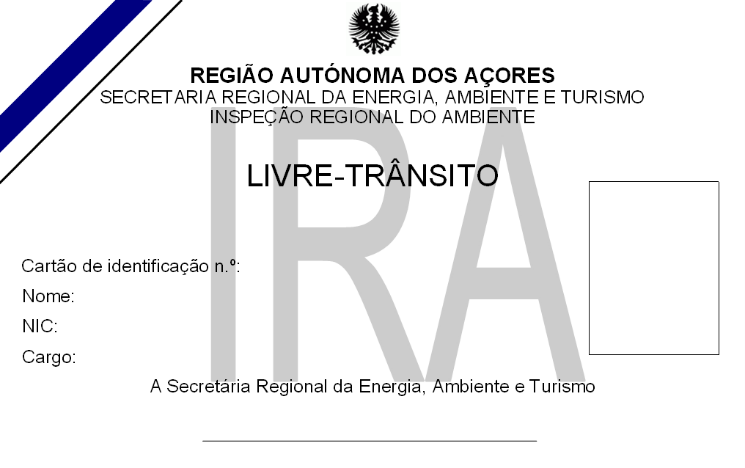 REGIÃO AUTÓNOMA DOS AÇORES
SECRETARIA REGIONAL DA ENERGIA, AMBIENTE E TURISMO
INSPEÇÃO REGIONAL DO AMBIENTE
IRA
LIVRE-TRÂNSITO
Cartão de identificação n.º:
Nome:
NIC:
Cargo:
A Secretária Regional da Energia, Ambiente e Turismo